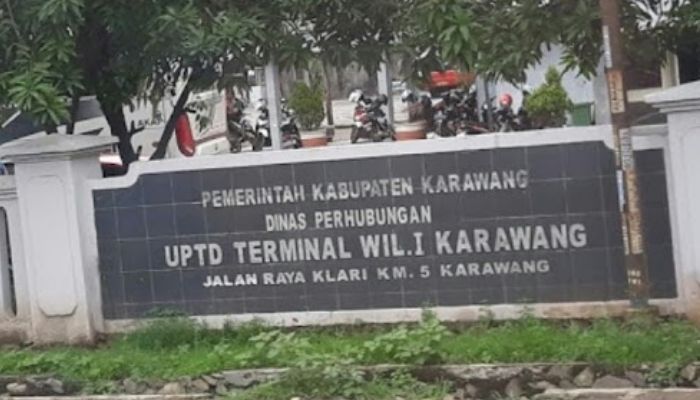 PEMERINTAH KABUPATEN KARAWANG
DINAS PERHUBUNGAN
UPTD TERMINAL WIL.I KARAWANG
JALAN RAYA KLARI KM. 5 KARAWANG